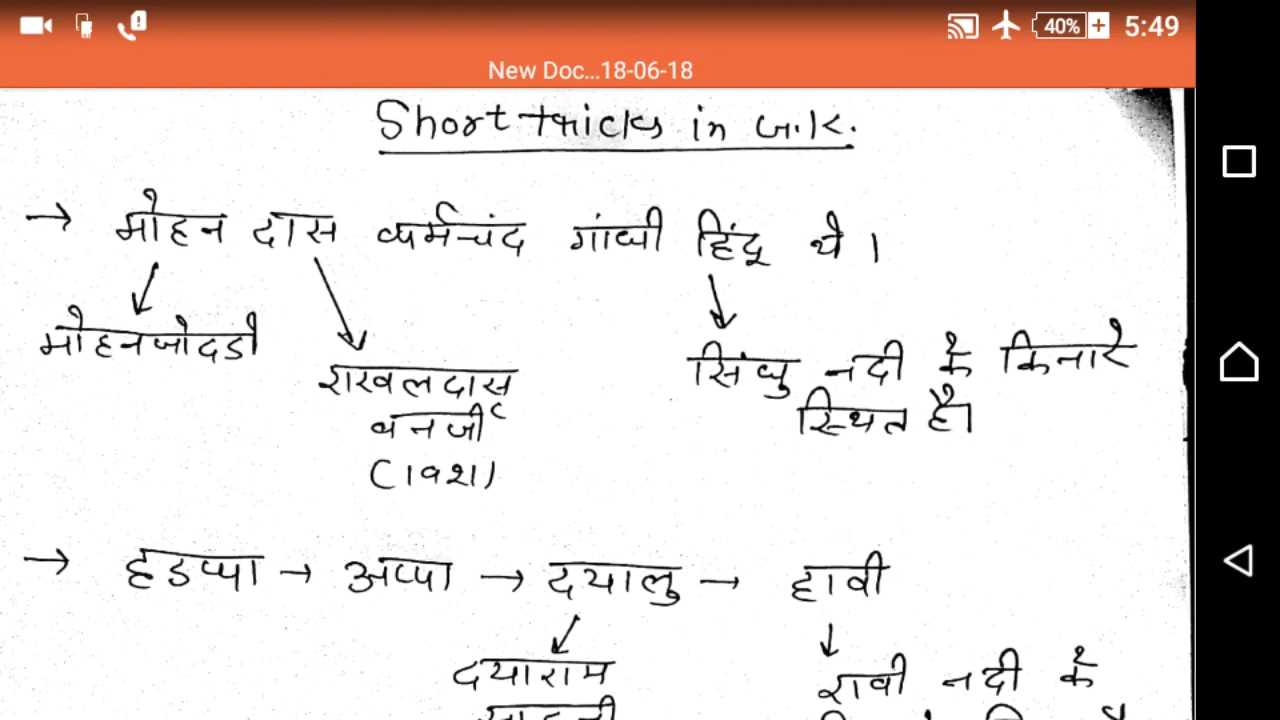 40%
5:49
New Doc...18-06-18
Short tricks in G.K.
→ मोहन दास कर्मचंद गांधी हिंदू थे।
मोहनजोदडो
राखलदास
बनर्जी
(1921)
सिंधु नदी के किनारे
स्थित है।
→ हडप्पा → अप्पा → दयालु → हावी
दयाराम
रावी नदी के